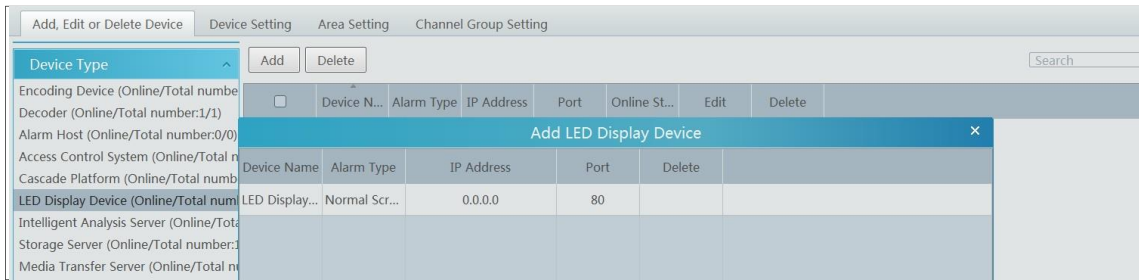 Add, Edit or Delete Device Device Setting Area Setting Channel Group Setting
Device Type Add Delete Search
Encoding Device (Online/Total numbe
Device N... Alarm Type IP Address Port Online St... Edit Delete
Decoder (Online/Total number:1/1)
Alarm Host (Online/Total number:0/0) Add LED Display Device ×
Access Control System (Online/Total n
Device Name Alarm Type IP Address Port Delete
Cascade Platform (Online/Total numb
LED Display Device (Online/Total num LED Display... Normal Scr... 0.0.0.0 80
Intelligent Analysis Server (Online/Tota
Storage Server (Online/Total number:1
Media Transfer Server (Online/Total nu